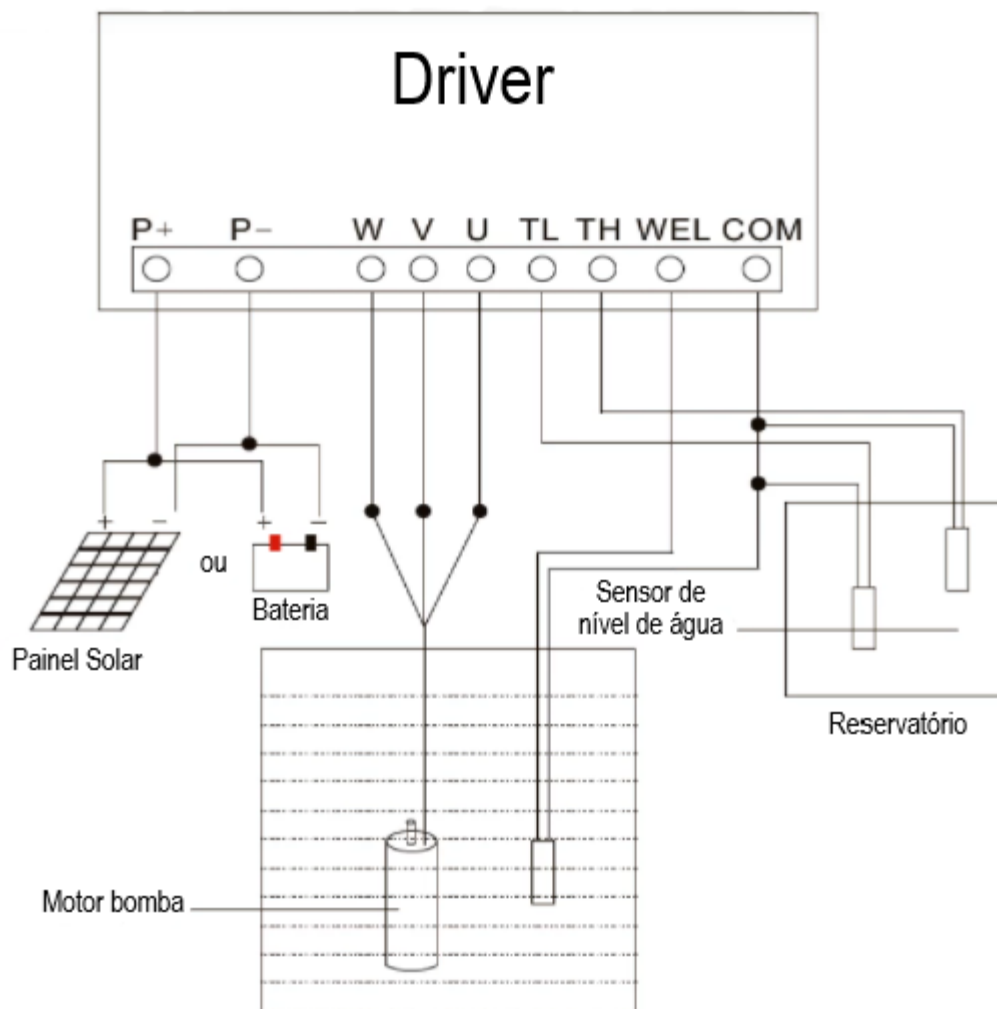 Driver
P+ P- W V U TL TH WEL COM
+ - + -
ou
Bateria
Painel Solar
Sensor de
nível de água
Reservatório
Motor bomba